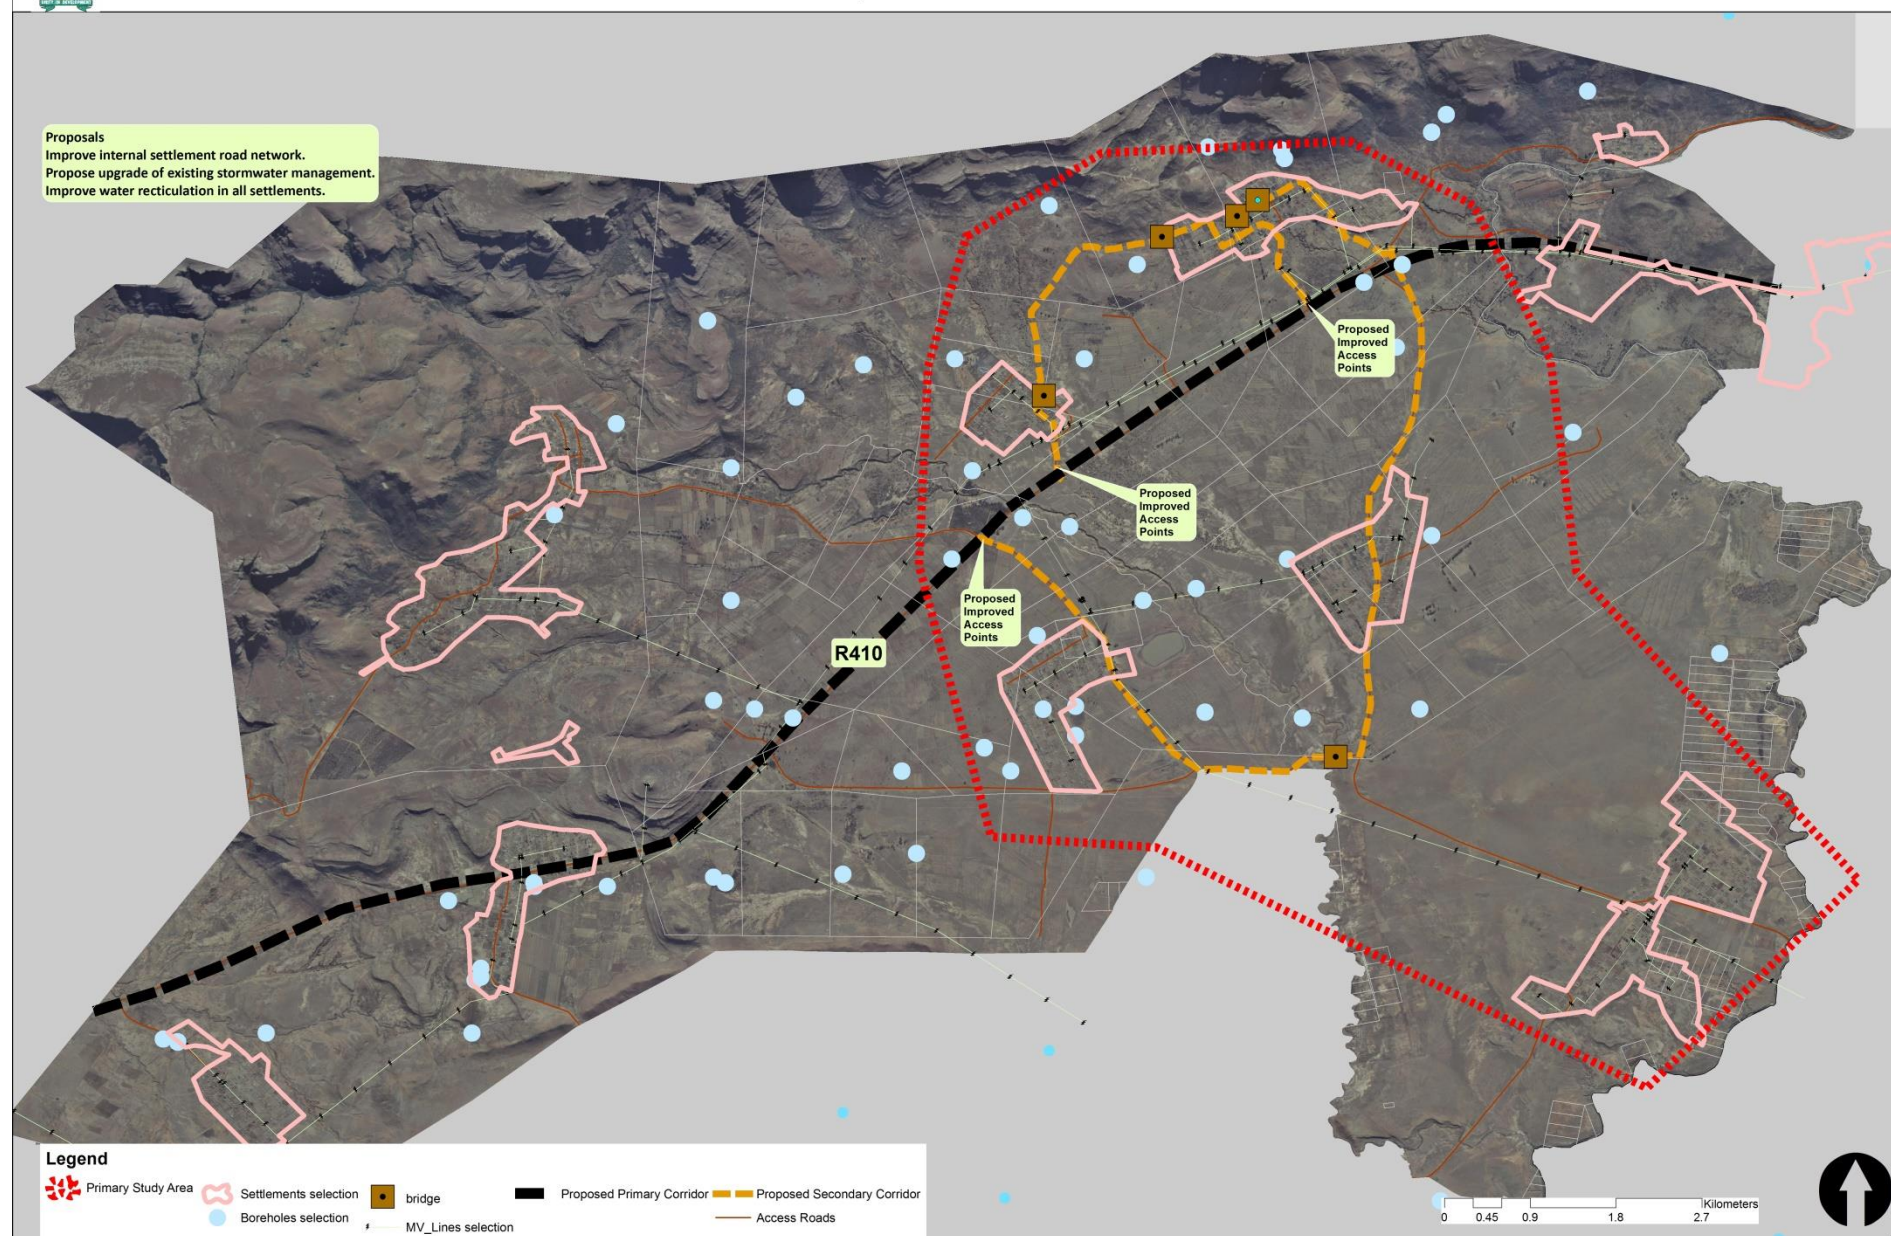 UNITY IN DEVELOPMENT
Proposals
Improve internal settlement road network.
Propose upgrade of existing stormwater management.
Improve water recticulation in all settlements.
Proposed
Improved
Access
Points
Proposed
Improved
Access
Points
Proposed
Improved
Access
Points
R410
Legend
Primary Study Area
Settlements selection
bridge
Proposed Primary Corridor
Proposed Secondary Corridor
Boreholes selection
MV_Lines selection
Access Roads
Kilometers
0 0.45 0.9 1.8 2.7